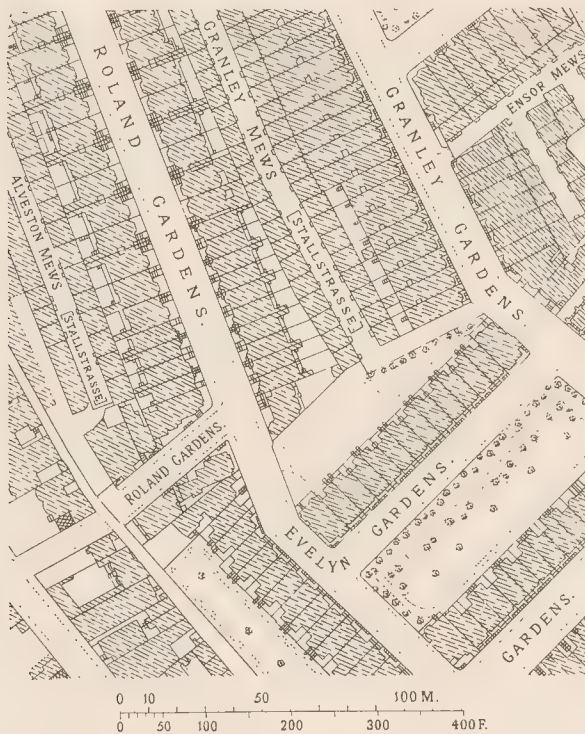 ROLAND GARDENS.
GRANLEY MEWS
[STALLSTRASSE]
GRANLEY GARDENS.
ENSOR MEWS
ALVESTON MEWS
[STALLSTRASSE]
ROLAND GARDENS.
EVELYN GARDENS.
GARDENS.
0 10 50 100 M.
0 50 100 200 300 400 F.